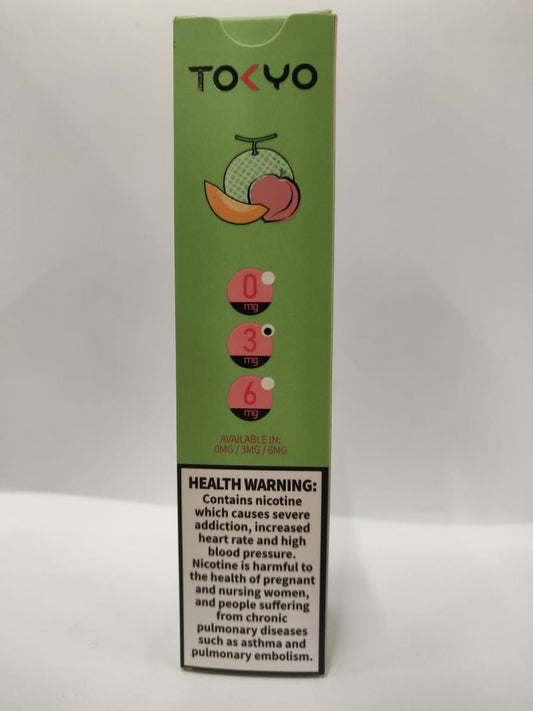 TOKYO
0
mg
3
mg
6
mg
AVAILABLE IN:
0MG / 3MG / 6MG
HEALTH WARNING:
Contains nicotine
which causes severe
addiction, increased
heart rate and high
blood pressure.
Nicotine is harmful to
the health of pregnant
and nursing women,
and people suffering
from chronic
pulmonary diseases
such as asthma and
pulmonary embolism.